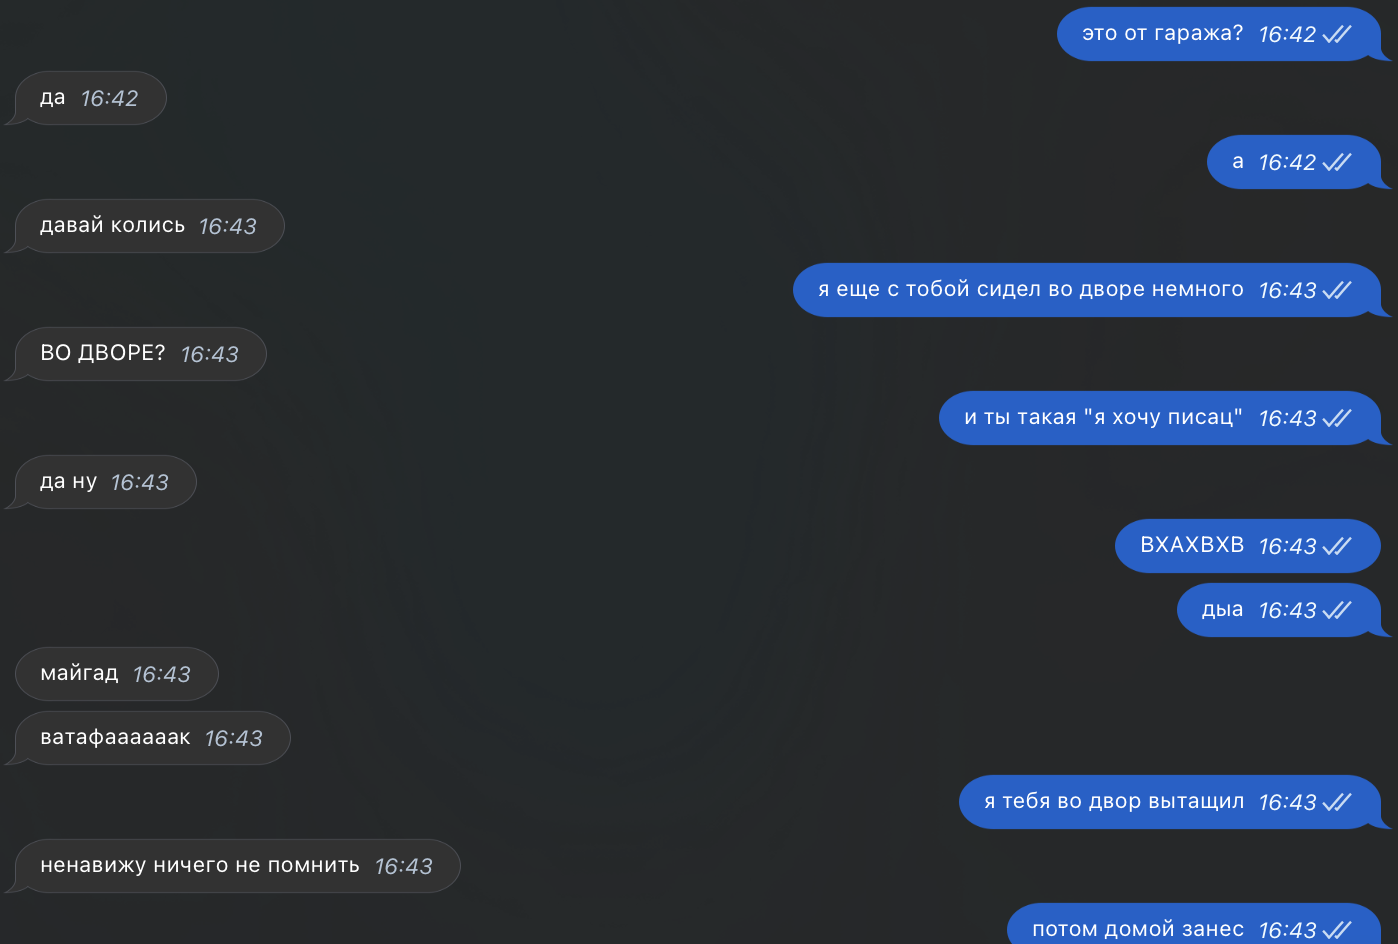 это от гаража? 16:42
да 16:42
а 16:42
давай колись 16:43
я еще с тобой сидел во дворе немного 16:43
ВО ДВОРЕ? 16:43
и ты такая "я хочу писац" 16:43
да ну 16:43
ВХАХВХВ 16:43
дыа 16:43
майгад 16:43
ватафаааааак 16:43
я тебя во двор вытащил 16:43
ненавижу ничего не помнить 16:43
потом домой занес 16:43